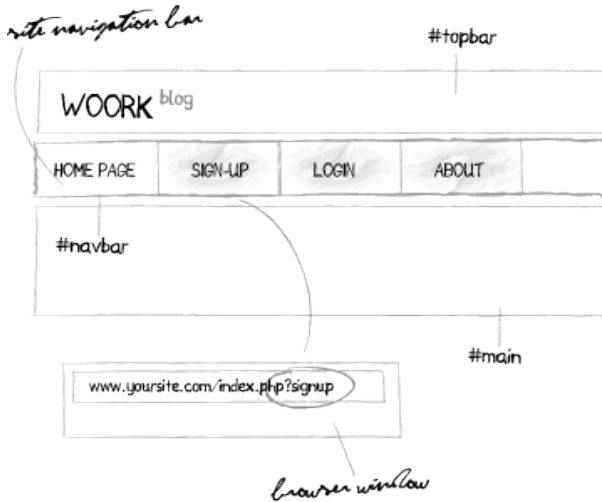 site navigation bar
#topbar
WOORK blog
HOME PAGE SIGN-UP LOGIN ABOUT
#navbar
#main
www.yoursite.com/index.php?signup
browser window